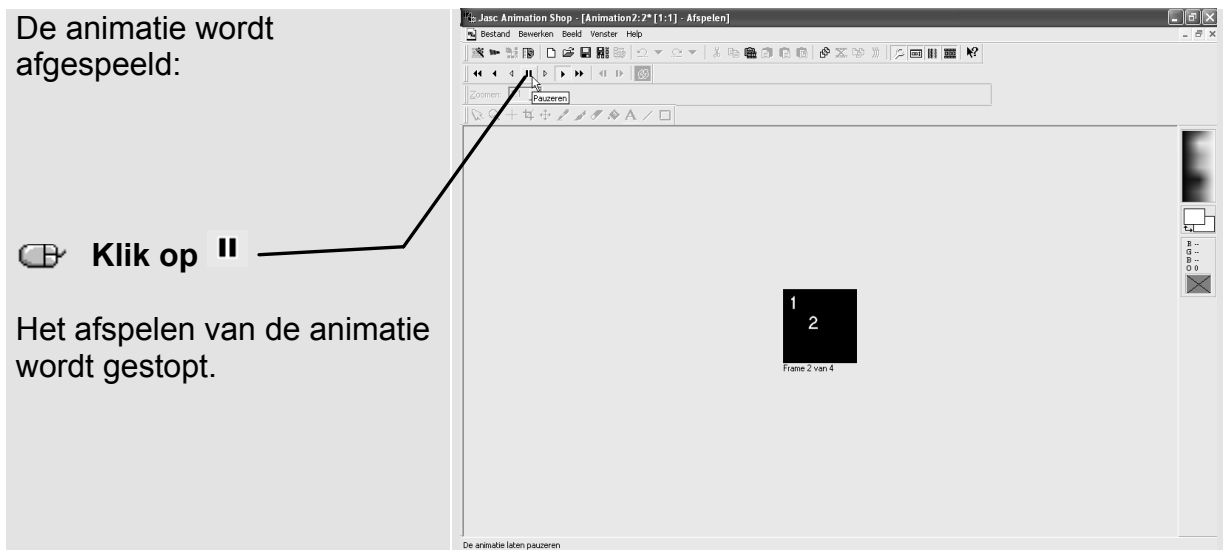 De animatie wordt
afgespeeld:
Klik op
Het afspelen van de animatie
wordt gestopt.
Jasc Animation Shop - [Animation2:2* [1:1] - Afspelen]
Bestand Bewerken Beeld Venster Help
Zoomen:
Pauzeren
A
R --
G --
B --
O 0
1
2
Frame 2 van 4
De animatie laten pauzeren